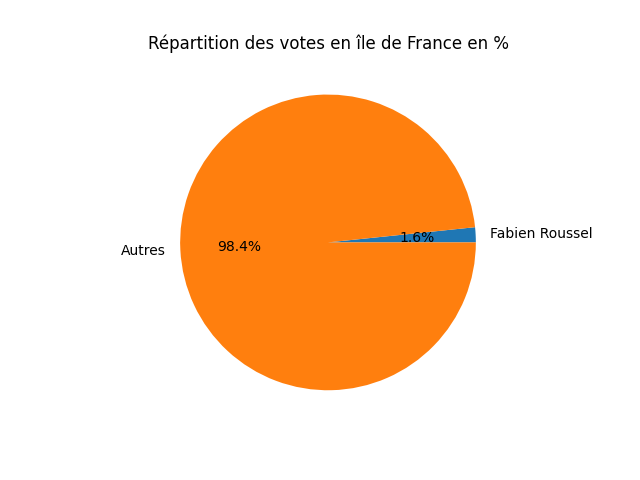 Répartition des votes en île de France en %
Fabien Roussel
1.6%
98.4%
Autres